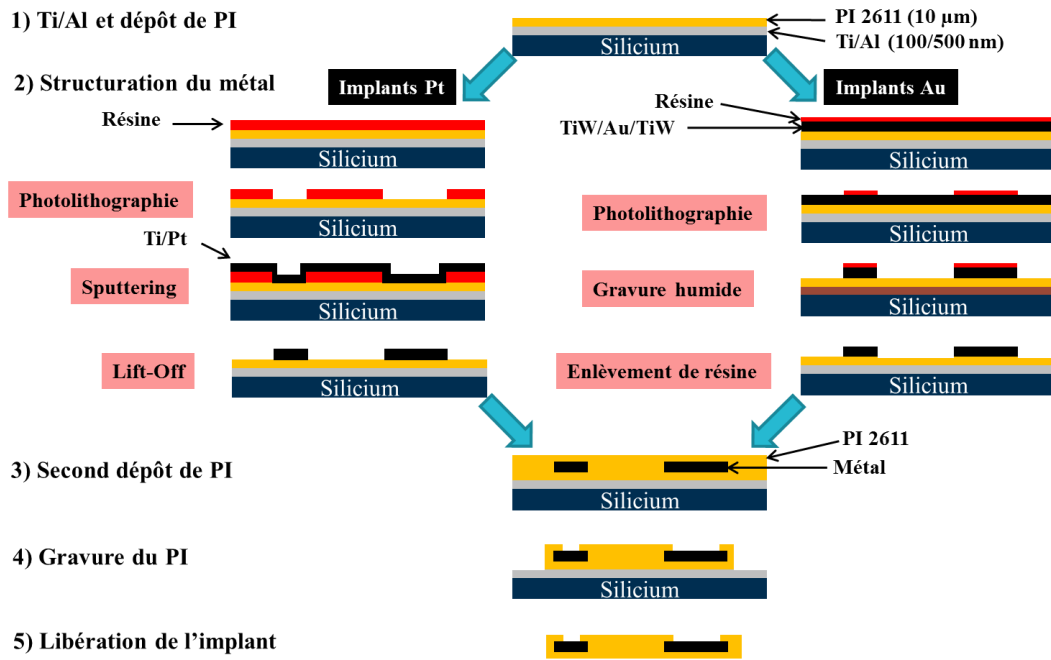 1) Ti/Al et dépôt de PI
PI 2611 (10 µm)
Ti/Al (100/500 nm)
Silicium
2) Structuration du métal
Implants Pt
Implants Au
Résine
Silicium
Résine
TiW/Au/TiW
Silicium
Photolithographie
Silicium
Photolithographie
Silicium
Ti/Pt
Sputtering
Silicium
Gravure humide
Silicium
Lift-Off
Silicium
Enlèvement de résine
Silicium
3) Second dépôt de PI
PI 2611
Métal
Silicium
4) Gravure du PI
Silicium
5) Libération de l’implant